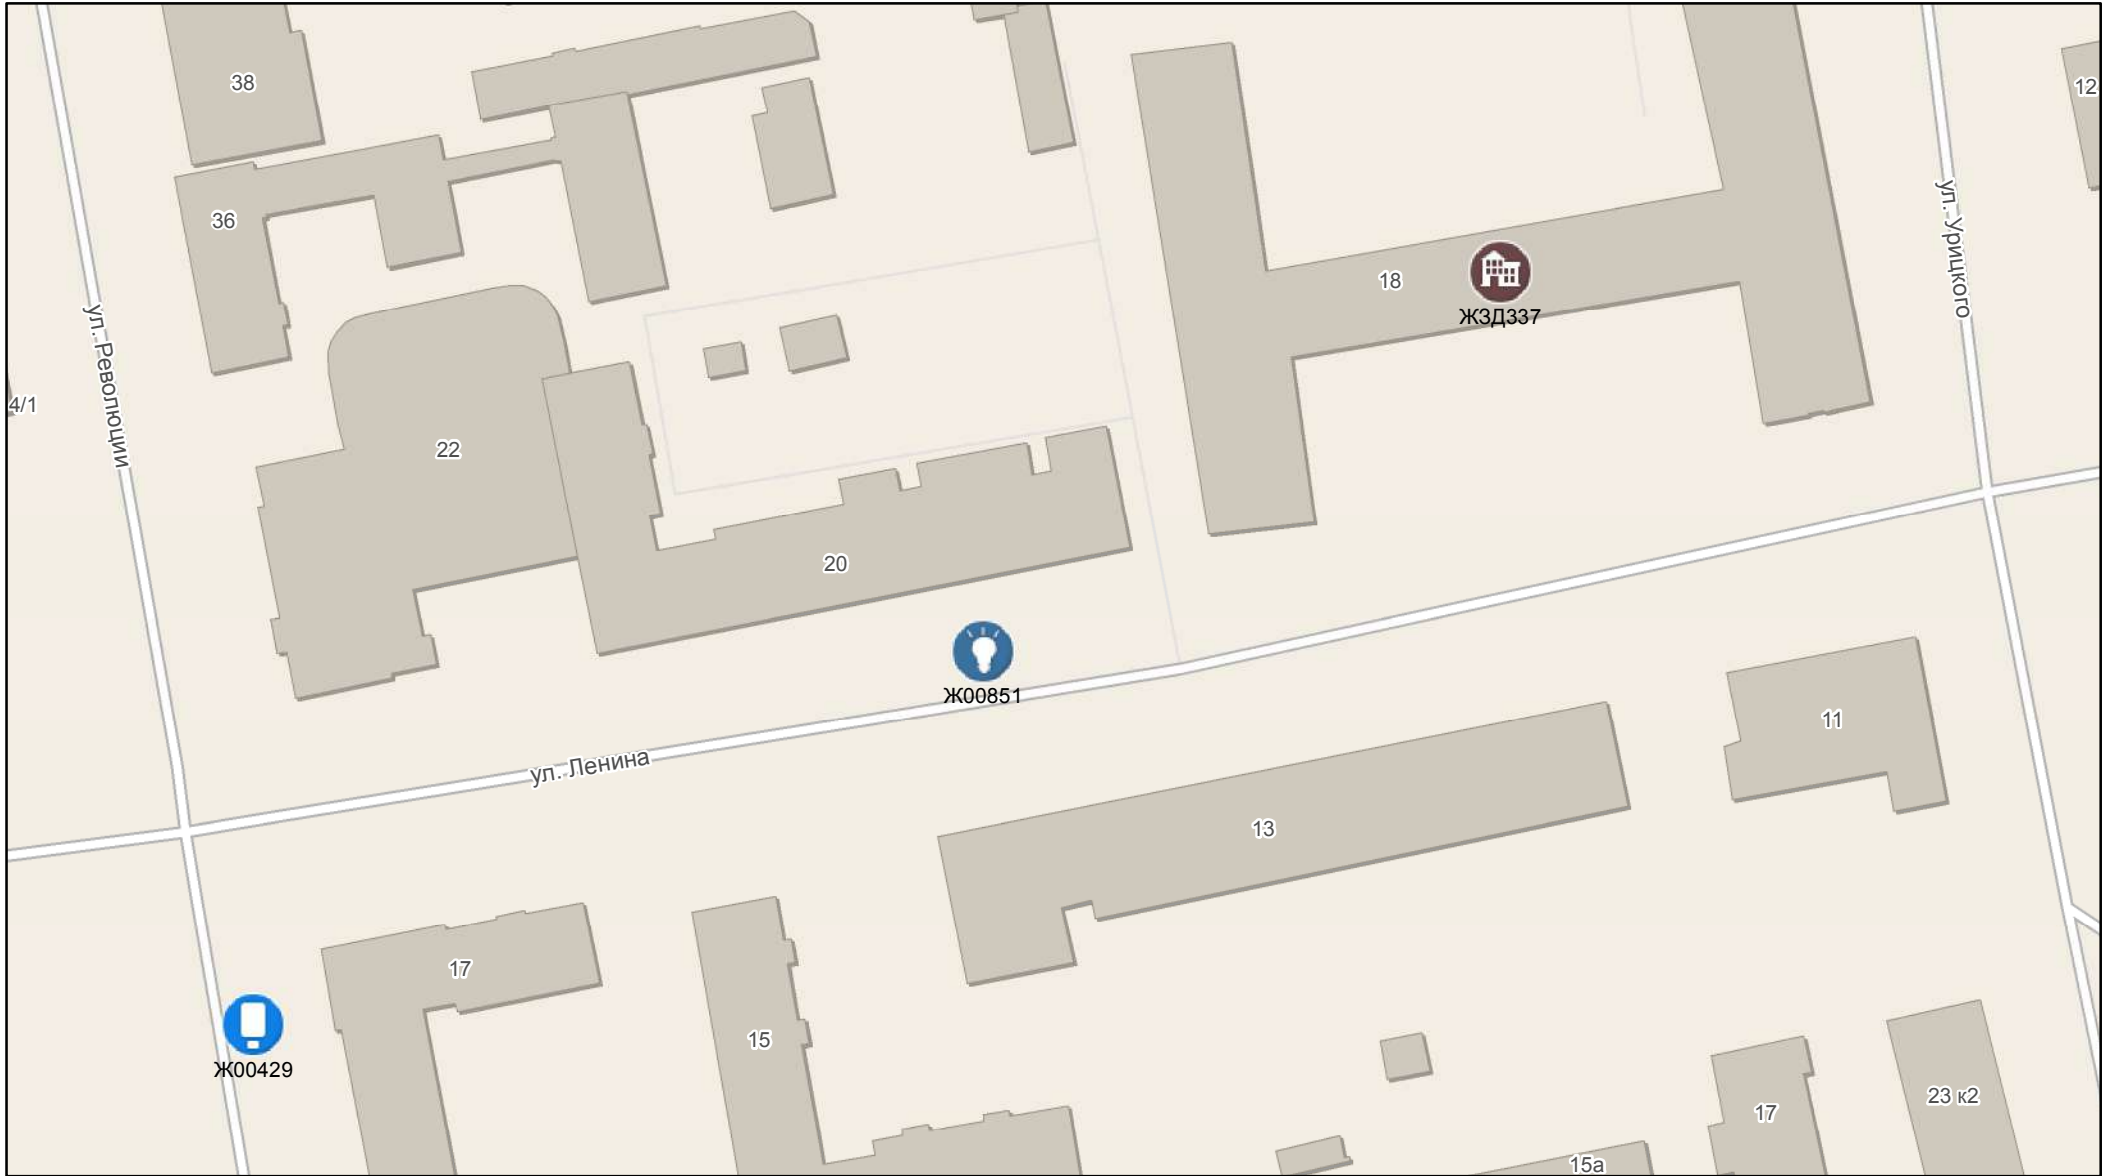 38
12
36
ул. Урицкого
18
ЖЗД337
ул. Революции
4/1
22
20
Ж00851
11
ул. Ленина
13
17
15
Ж00429
23 к2
17
15а